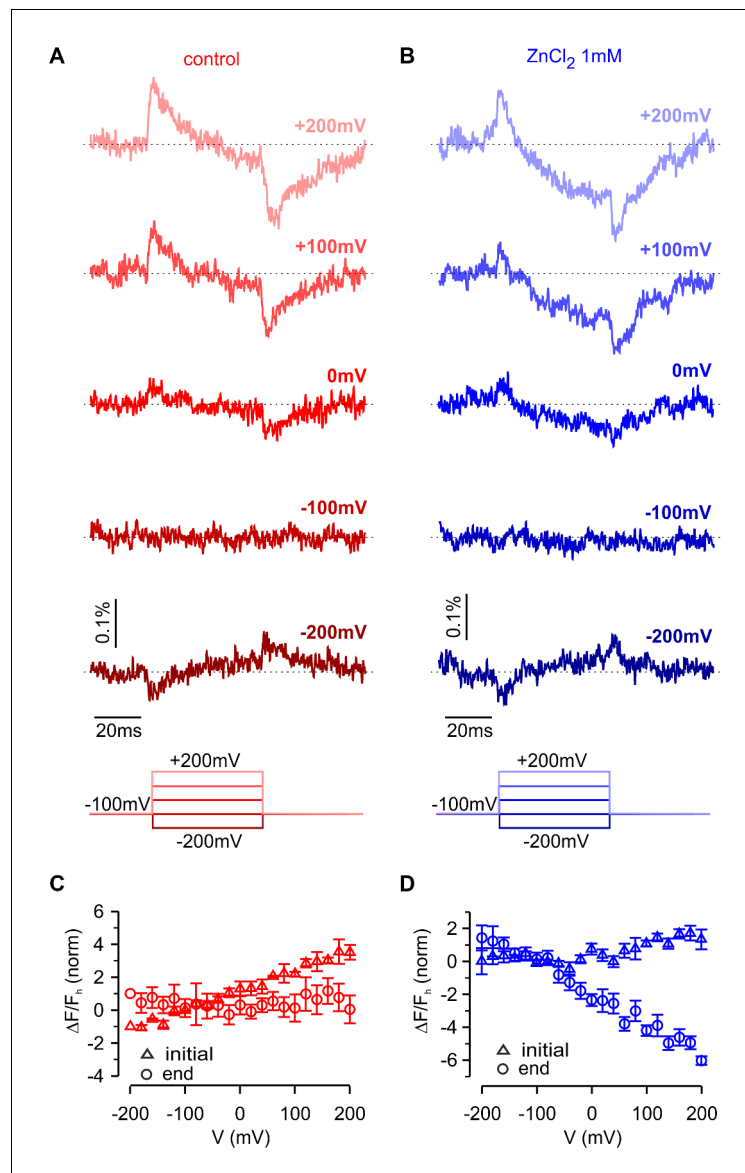 A
control
+200mV
+100mV
0mV
-100mV
-200mV
0.1%
20ms
+200mV
-100mV
-200mV
B
ZnCl2 1mM
+200mV
+100mV
0mV
-100mV
-200mV
0.1%
20ms
+200mV
-100mV
-200mV
C
6
4
2
0
-2
-4
ΔF/Fh (norm)
initial
end
-200 -100 0 100 200
V (mV)
D
2
0
-2
-4
-6
ΔF/Fh (norm)
initial
end
-200 -100 0 100 200
V (mV)